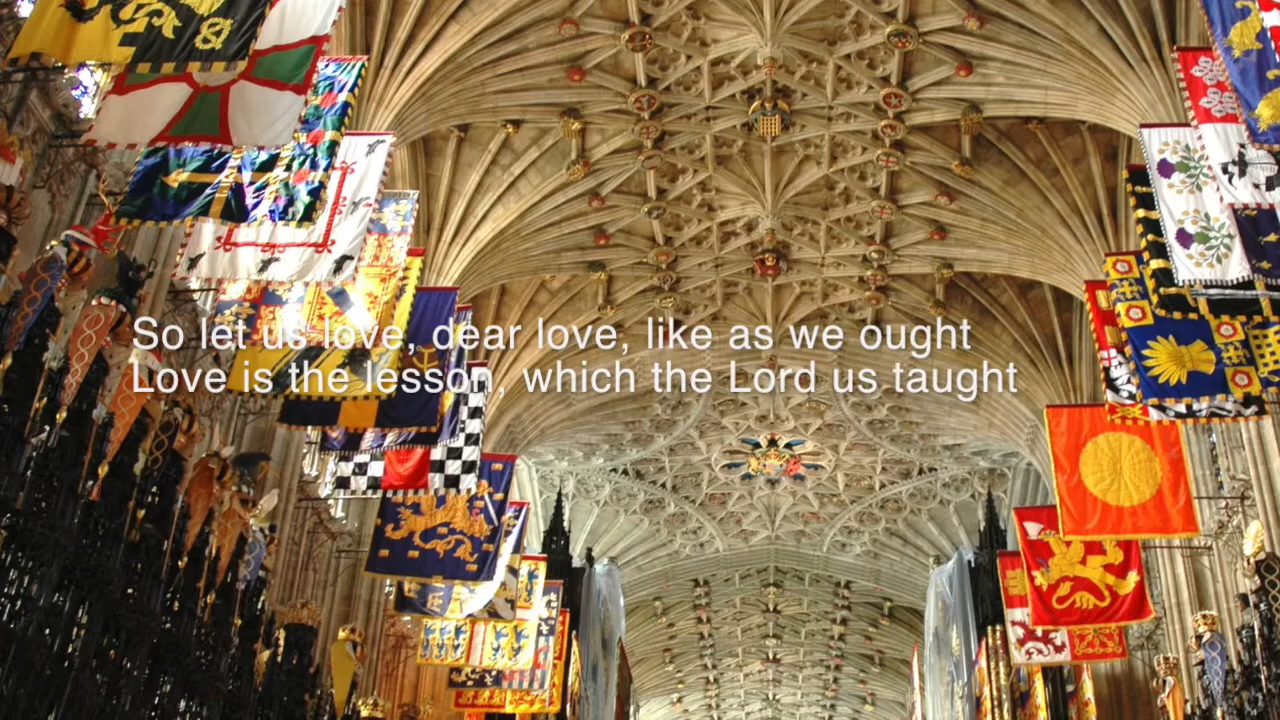 So let us love, dear love, like as we ought
Love is the lesson, which the Lord us taught